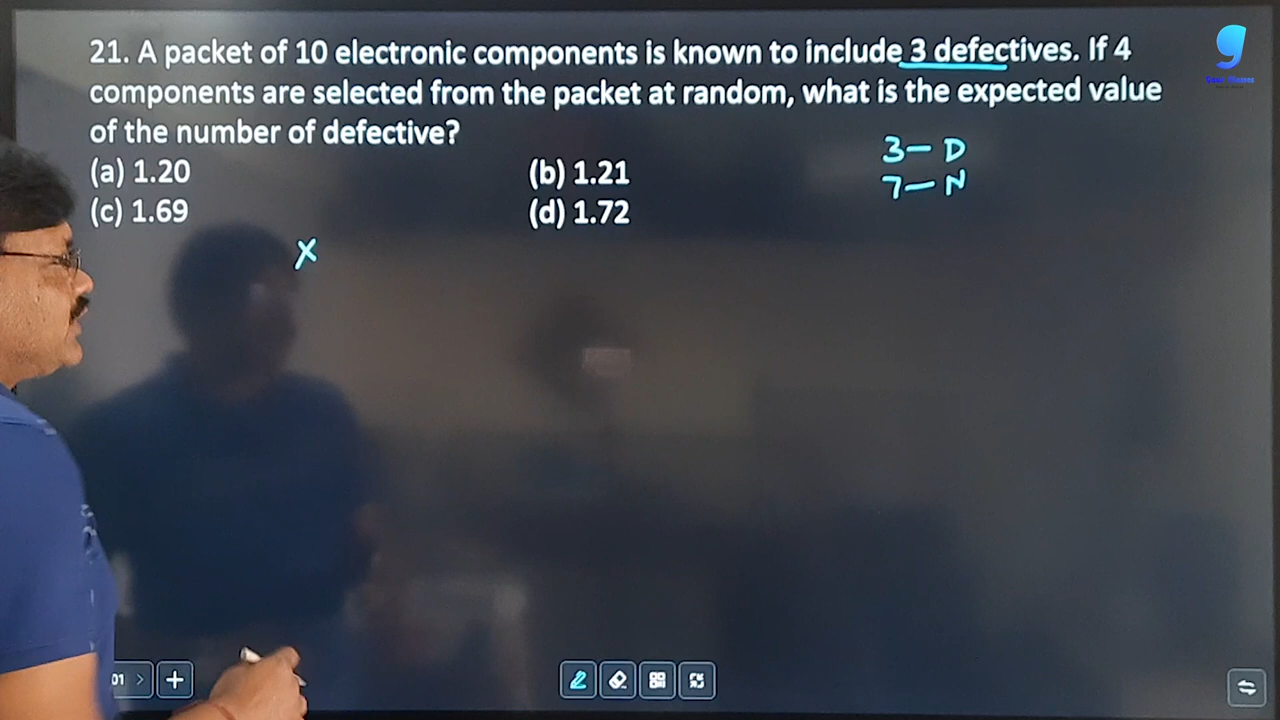 21. A packet of 10 electronic components is known to include 3 defectives. If 4
components are selected from the packet at random, what is the expected value
of the number of defective?
(a) 1.20 (b) 1.21
(c) 1.69 (d) 1.72
3 - D
7 - N
X
g
01 >